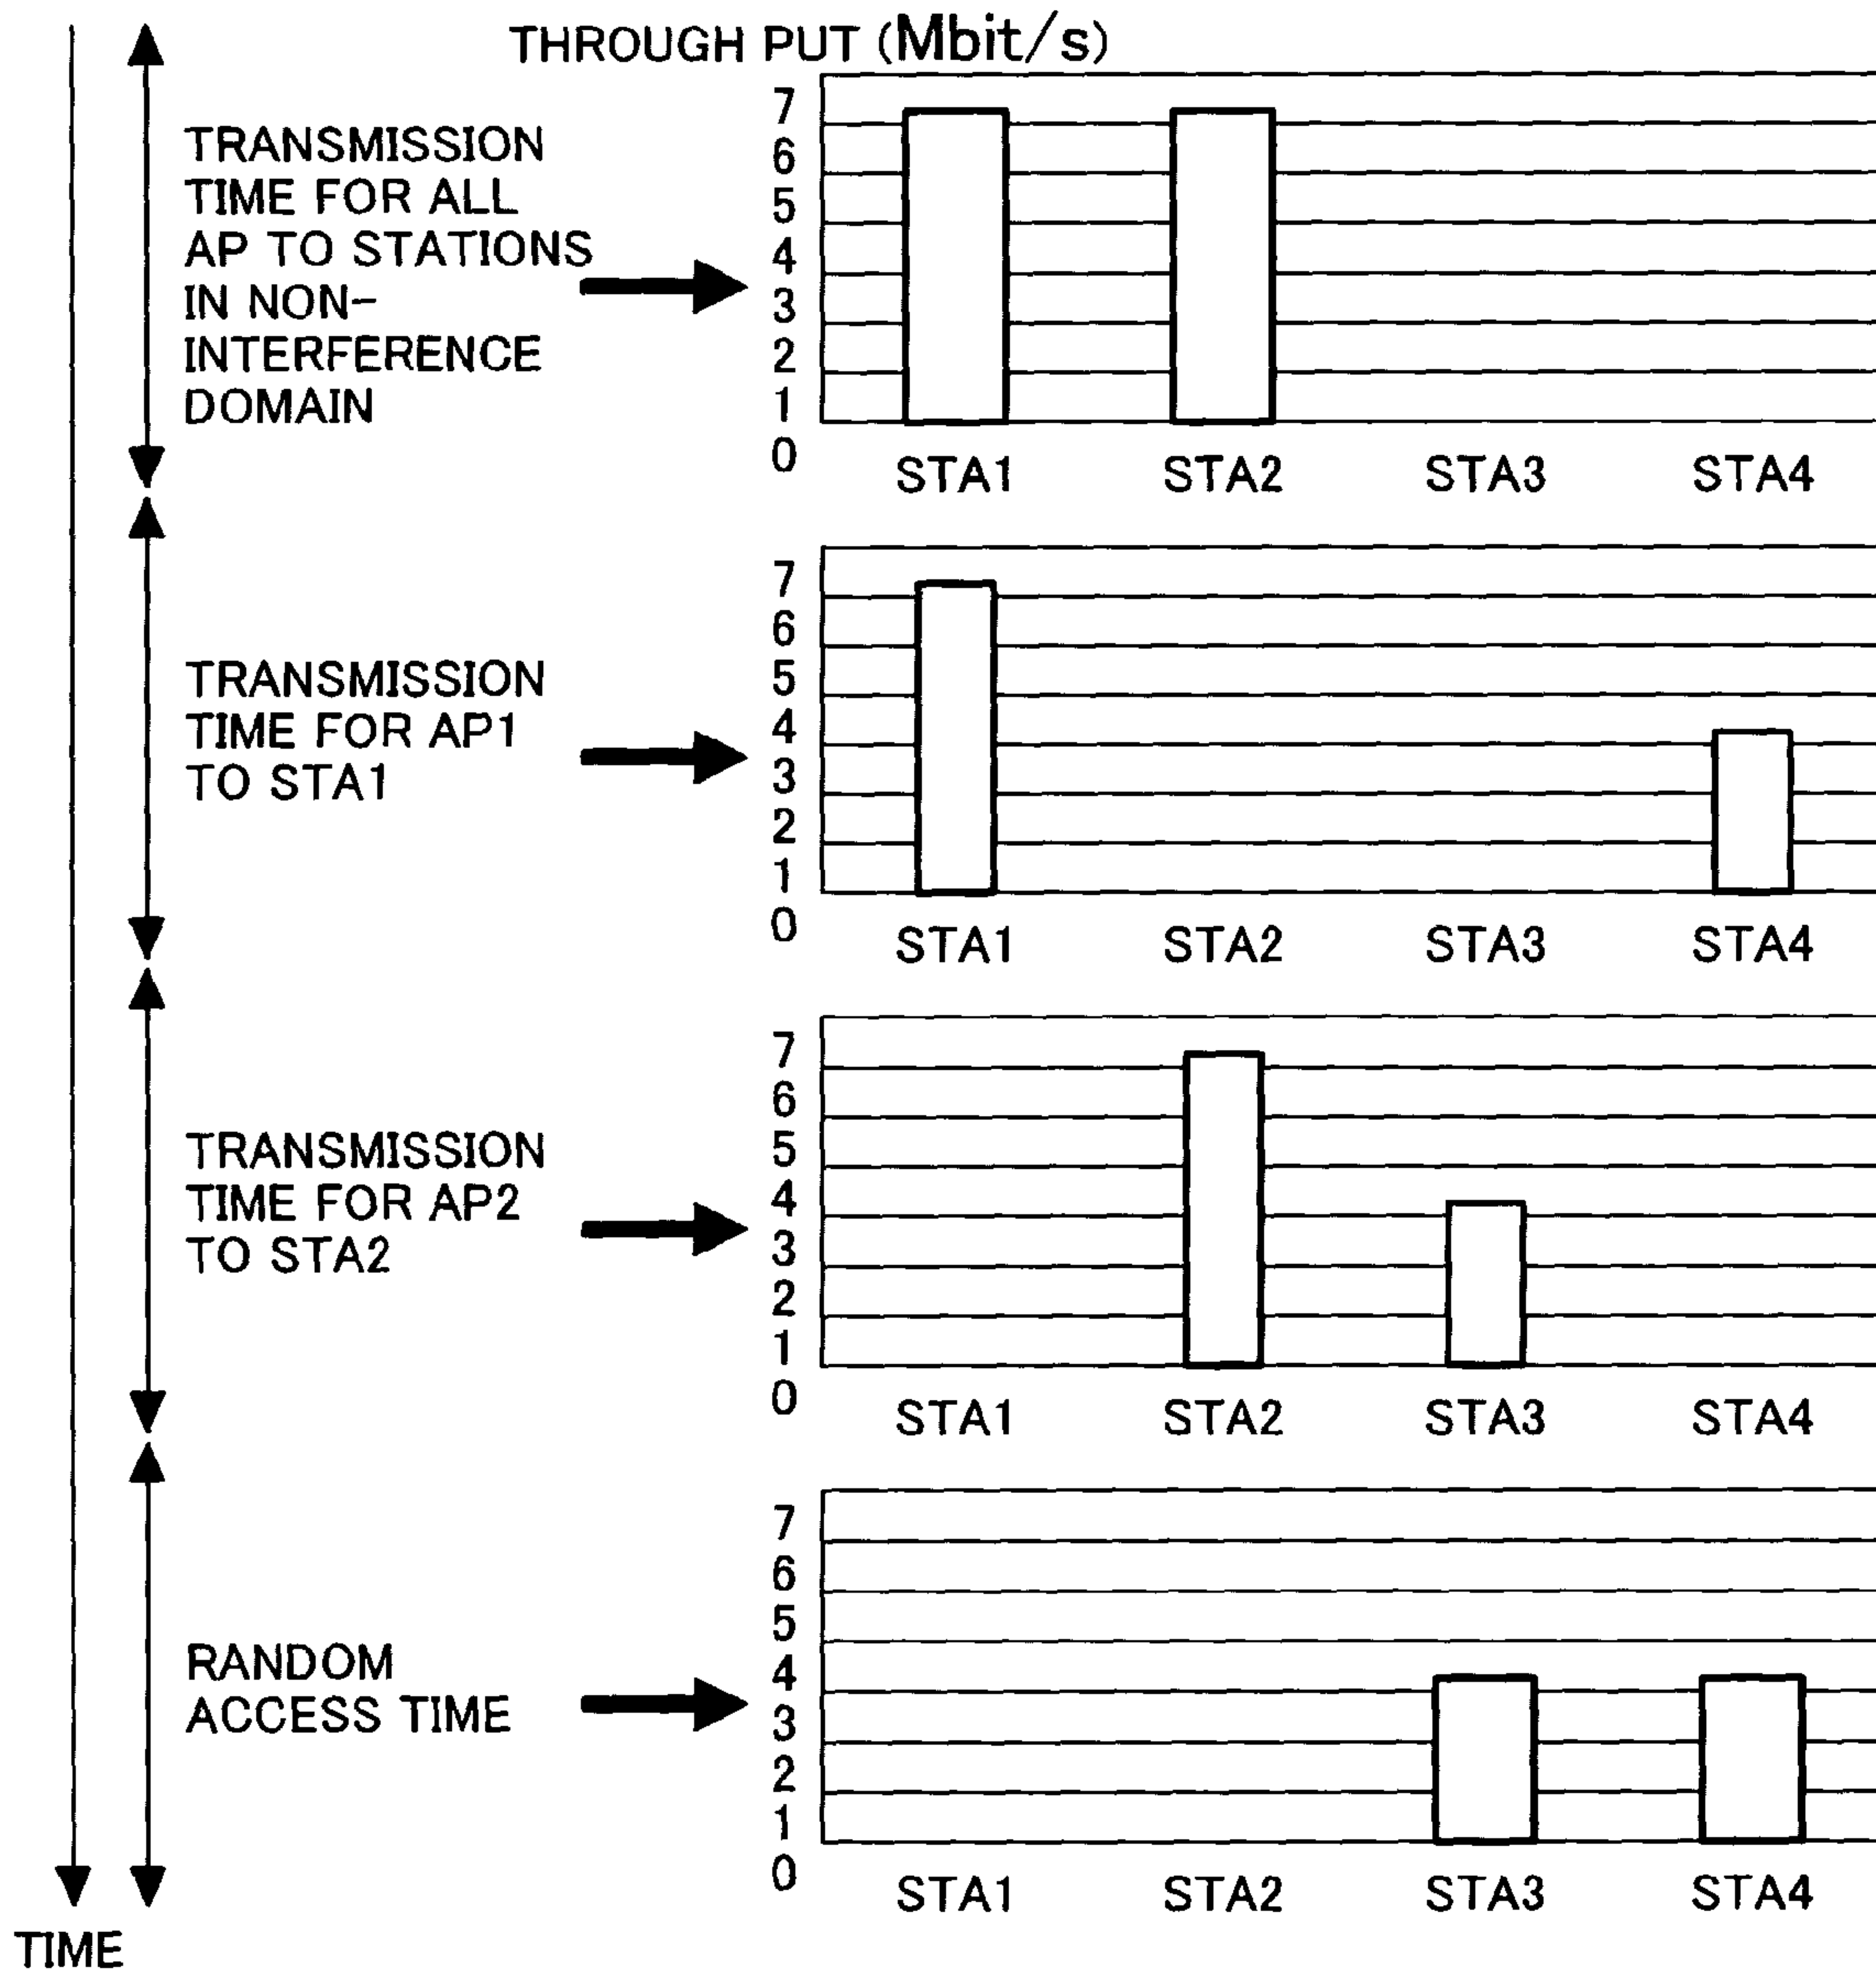 THROUGH PUT (Mbit/s)
TRANSMISSION
TIME FOR ALL
AP TO STATIONS
IN NON-
INTERFERENCE
DOMAIN
7
6
5
4
3
2
1
0
STA1 STA2 STA3 STA4
TRANSMISSION
TIME FOR AP1
TO STA1
7
6
5
4
3
2
1
0
STA1 STA2 STA3 STA4
TRANSMISSION
TIME FOR AP2
TO STA2
7
6
5
4
3
2
1
0
STA1 STA2 STA3 STA4
RANDOM
ACCESS TIME
7
6
5
4
3
2
1
0
STA1 STA2 STA3 STA4
TIME